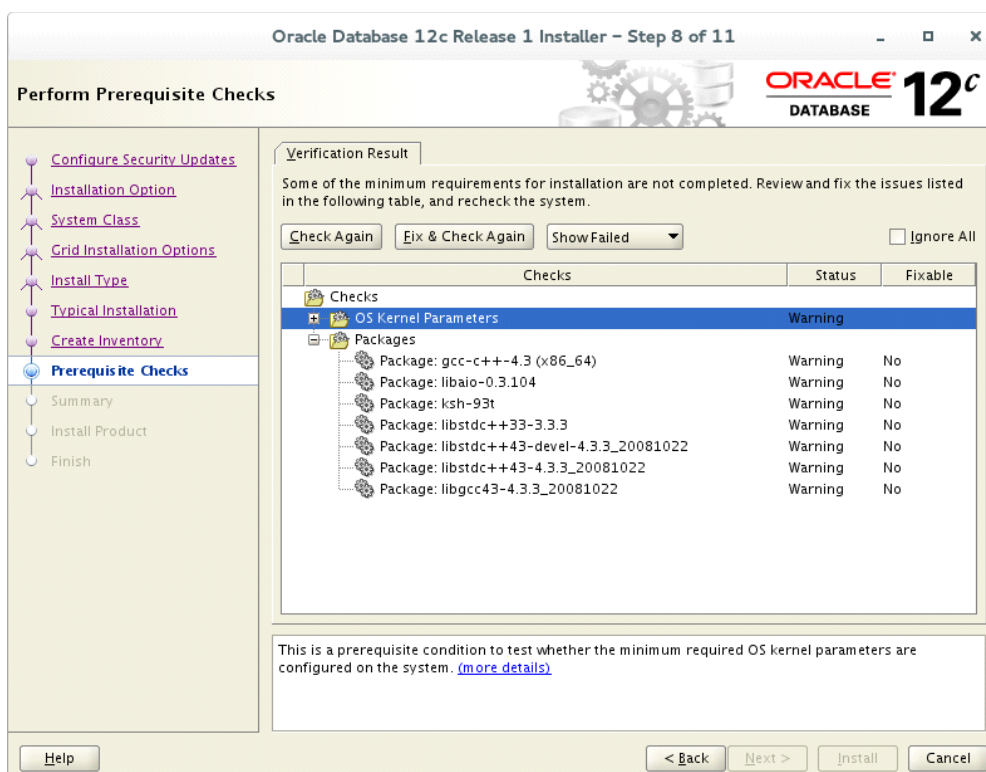 Oracle Database 12c Release 1 Installer - Step 8 of 11
Perform Prerequisite Checks
ORACLE
DATABASE
12c
Configure Security Updates
Installation Option
System Class
Grid Installation Options
Install Type
Typical Installation
Create Inventory
Prerequisite Checks
Summary
Install Product
Finish
Verification Result
Some of the minimum requirements for installation are not completed. Review and fix the issues listed
in the following table, and recheck the system.
Check Again Fix & Check Again Show Failed Ignore All
Checks Status Fixable
Checks
OS Kernel Parameters Warning
Packages
Package: gcc-c++-4.3 (x86_64) Warning No
Package: libaio-0.3.104 Warning No
Package: ksh-93t Warning No
Package: libstdc++33-3.3.3 Warning No
Package: libstdc++43-devel-4.3.3_20081022 Warning No
Package: libstdc++43-4.3.3_20081022 Warning No
Package: libgcc43-4.3.3_20081022 Warning No
This is a prerequisite condition to test whether the minimum required OS kernel parameters are
configured on the system. (more details)
Help < Back Next > Install Cancel